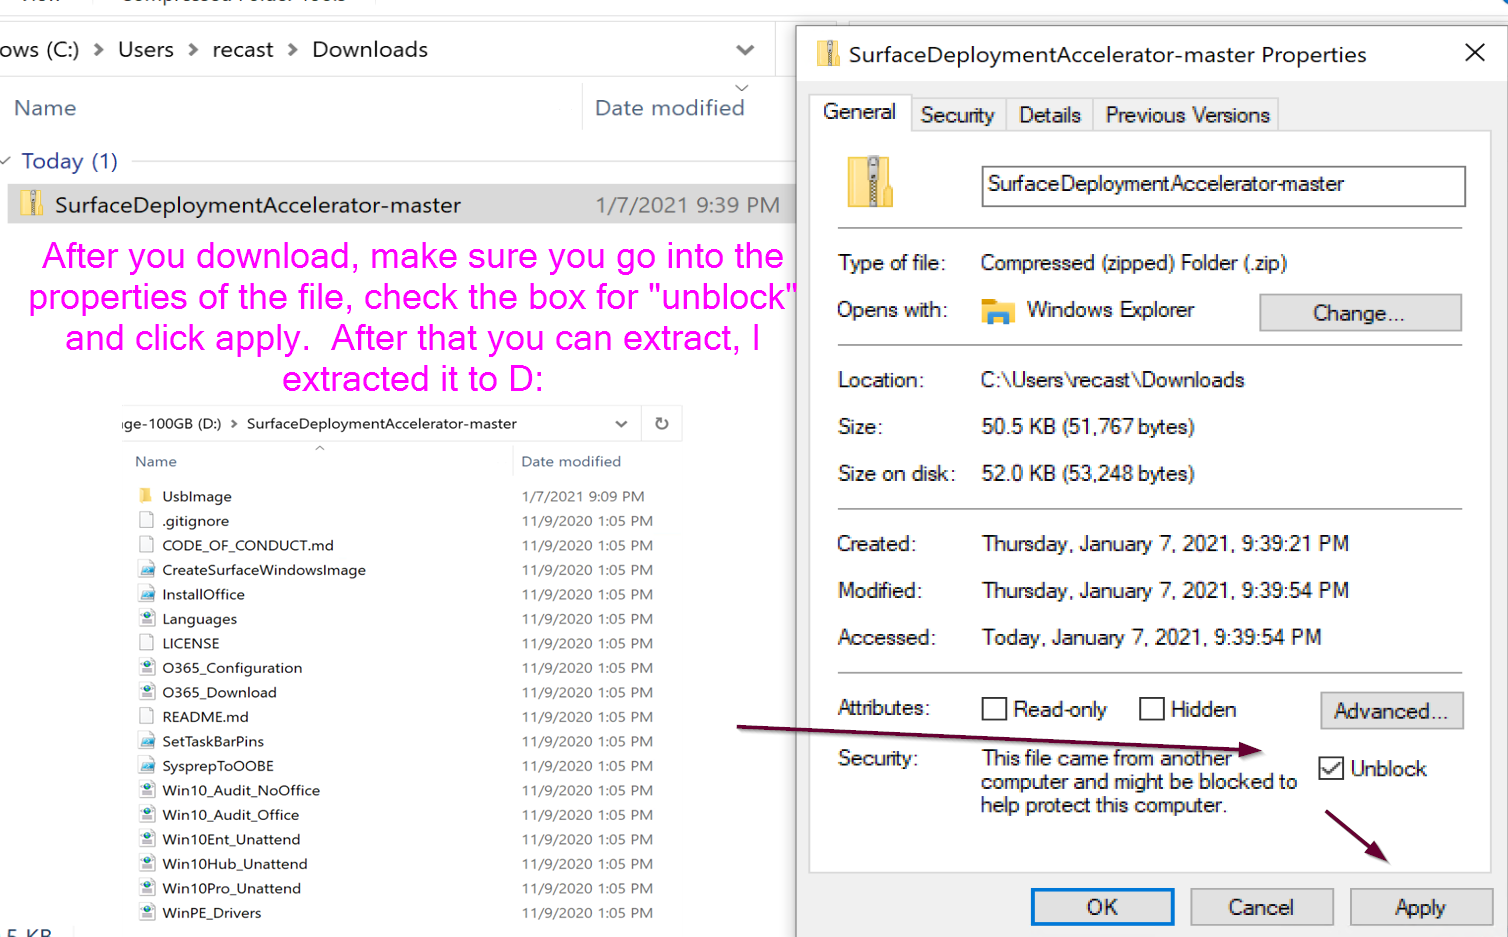 ows (C:) > Users > recast > Downloads
Name Date modified
Today (1)
SurfaceDeploymentAccelerator-master 1/7/2021 9:39 PM
After you download, make sure you go into the
properties of the file, check the box for "unblock"
and click apply.  After that you can extract, I
extracted it to D:
ge-100GB (D:) > SurfaceDeploymentAccelerator-master
Name Date modified
UsbImage 1/7/2021 9:09 PM
.gitignore 11/9/2020 1:05 PM
CODE_OF_CONDUCT.md 11/9/2020 1:05 PM
CreateSurfaceWindowsImage 11/9/2020 1:05 PM
InstallOffice 11/9/2020 1:05 PM
Languages 11/9/2020 1:05 PM
LICENSE 11/9/2020 1:05 PM
O365_Configuration 11/9/2020 1:05 PM
O365_Download 11/9/2020 1:05 PM
README.md 11/9/2020 1:05 PM
SetTaskBarPins 11/9/2020 1:05 PM
SysprepToOOBE 11/9/2020 1:05 PM
Win10_Audit_NoOffice 11/9/2020 1:05 PM
Win10_Audit_Office 11/9/2020 1:05 PM
Win10Ent_Unattend 11/9/2020 1:05 PM
Win10Hub_Unattend 11/9/2020 1:05 PM
Win10Pro_Unattend 11/9/2020 1:05 PM
WinPE_Drivers 11/9/2020 1:05 PM
SurfaceDeploymentAccelerator-master Properties
General Security Details Previous Versions
SurfaceDeploymentAccelerator-master
Type of file: Compressed (zipped) Folder (.zip)
Opens with: Windows Explorer Change...
Location: C:\Users\recast\Downloads
Size: 50.5 KB (51,767 bytes)
Size on disk: 52.0 KB (53,248 bytes)
Created: Thursday, January 7, 2021, 9:39:21 PM
Modified: Thursday, January 7, 2021, 9:39:54 PM
Accessed: Today, January 7, 2021, 9:39:54 PM
Attributes: Read-only Hidden Advanced...
Security: This file came from another
computer and might be blocked to
help protect this computer.
Unblock
OK Cancel Apply